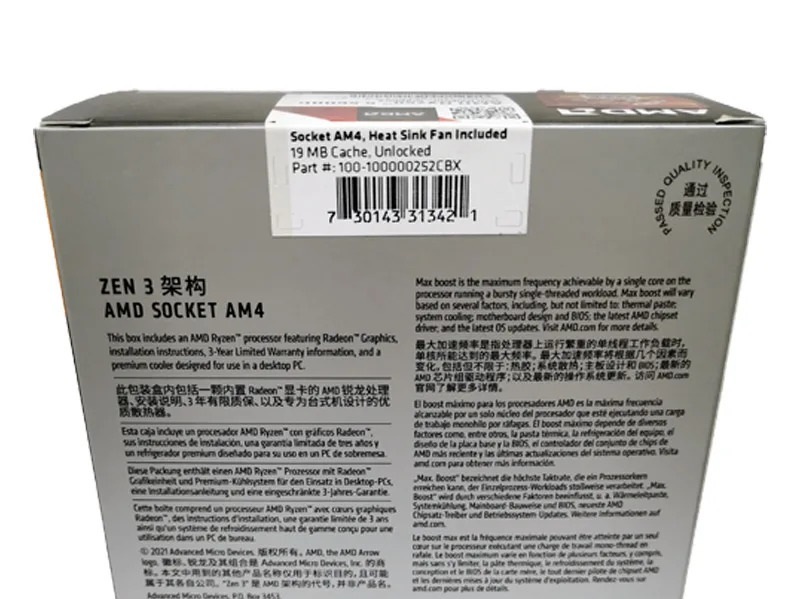 AMD
Socket AM4, Heat Sink Fan Included
19 MB Cache, Unlocked
Part #: 100-100000252CBX
7 30143 31342 1
PASSED QUALITY INSPECTION
通过
质量检验
ZEN 3 架构
AMD SOCKET AM4
This box includes an AMD Ryzen™ processor featuring Radeon™ Graphics,
installation instructions, 3-Year Limited Warranty information, and a
premium cooler designed for use in a desktop PC.
此包装盒内包括一颗内置 Radeon™ 显卡的 AMD 锐龙处理
器、安装说明、3 年有限质保、以及专为台式机设计的优
质散热器。
Esta caja incluye un procesador AMD Ryzen™ con gráficos Radeon™,
sus instrucciones de instalación, una garantía limitada de tres años y
un refrigerador premium diseñado para su uso en un PC de sobremesa.
Diese Packung enthält einen AMD Ryzen™ Prozessor mit Radeon™
Grafikeinheit und Premium-Kühlsystem für den Einsatz in Desktop-PCs,
eine Installationsanleitung und eine eingeschränkte 3-Jahres-Garantie.
Cette boîte comprend un processeur AMD Ryzen™ avec cœurs graphiques
Radeon™, des instructions d'installation, une garantie limitée de 3 ans
ainsi qu'un système de refroidissement haut de gamme conçu pour une
utilisation dans un PC de bureau.
© 2021 Advanced Micro Devices. 版权所有。AMD, the AMD Arrow
logo, 徽标, 锐龙及其组合是 Advanced Micro Devices, Inc. 的商
标。本文中用到的其他产品名称仅用于标识目的，且可能
属于其各自公司。"Zen 3" 是 AMD 架构的代号，并非产品名。
Advanced Micro Devices, P.O. Box 3453,
Max boost is the maximum frequency achievable by a single core on the
processor running a bursty single-threaded workload. Max boost will vary
based on several factors, including, but not limited to: thermal paste;
system cooling; motherboard design and BIOS; the latest AMD chipset
driver; and the latest OS updates. Visit AMD.com for more details.
最大加速频率是指处理器上运行繁重的单线程工作负载时，
单核所能达到的最大频率。最大加速频率将根据几个因素而
变化，包括但不限于：热胶；系统散热；主板设计和 BIOS；最新的
AMD 芯片组驱动程序；以及最新的操作系统更新。访问 AMD.com
官网了解更多详情。
El boost máximo para los procesadores AMD es la máxima frecuencia
alcanzable por un solo núcleo del procesador que esté ejecutando una carga
de trabajo monohilo por ráfagas. El boost máximo depende de diversos
factores como, entre otros, la pasta térmica, la refrigeración del equipo, el
diseño de la placa base y la BIOS, el controlador del conjunto de chips de
AMD más reciente y las últimas actualizaciones del sistema operativo. Visita
amd.com para obtener más información.
„Max. Boost" bezeichnet die höchste Taktrate, die ein Prozessorkern
erreichen kann, der Einzelprozess-Workloads stoßweise verarbeitet. „Max.
Boost" wird durch verschiedene Faktoren beeinflusst, u. a. Wärmeleitpaste,
Systemkühlung, Mainboard-Bauweise und BIOS, neueste AMD
Chipsatz-Treiber und Betriebssystem Updates. Weitere Informationen auf
amd.com.
Le boost max est la fréquence maximale pouvant être atteinte par un seul
cœur sur le processeur exécutant une charge de travail mono-thread en
rafale. Le boost maximum varie en fonction de plusieurs facteurs, y compris,
mais sans s'y limiter, la pâte thermique, le refroidissement du système, la
conception et le BIOS de la carte mère, le tout dernier pilote de chipset AMD
et les dernières mises à jour du système d'exploitation. Rendez-vous sur
amd.com pour plus de détails.